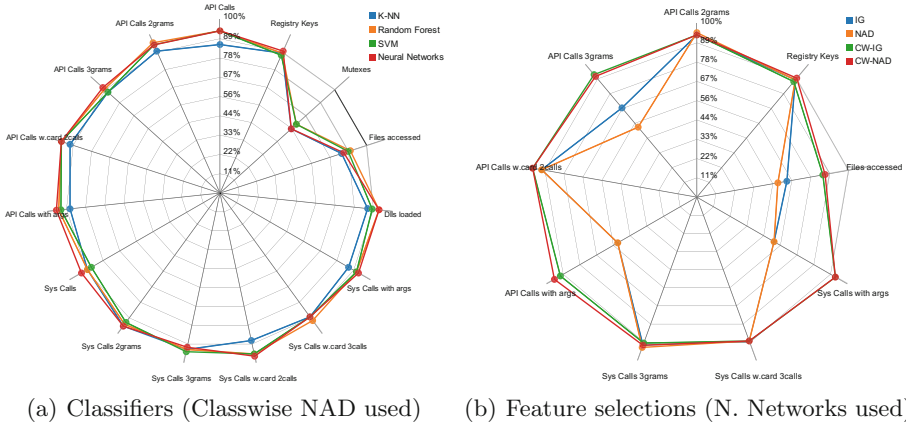 API Calls
100%
89%
78%
67%
56%
44%
33%
22%
11%
Registry Keys
Mutexes
Files accessed
Dlls loaded
Sys Calls with args
Sys Calls w.card 3calls
Sys Calls w.card 2calls
Sys Calls 3grams
Sys Calls 2grams
Sys Calls
API Calls with args
API Calls w.card 2calls
API Calls 3grams
API Calls 2grams
K-NN
Random Forest
SVM
Neural Networks
(a) Classifiers (Classwise NAD used)
API Calls 2grams
100%
89%
78%
67%
56%
44%
33%
22%
11%
Registry Keys
Files accessed
Sys Calls with args
Sys Calls w.card 3calls
Sys Calls 3grams
API Calls with args
API Calls w.card 2calls
API Calls 3grams
IG
NAD
CW-IG
CW-NAD
(b) Feature selections (N. Networks used)